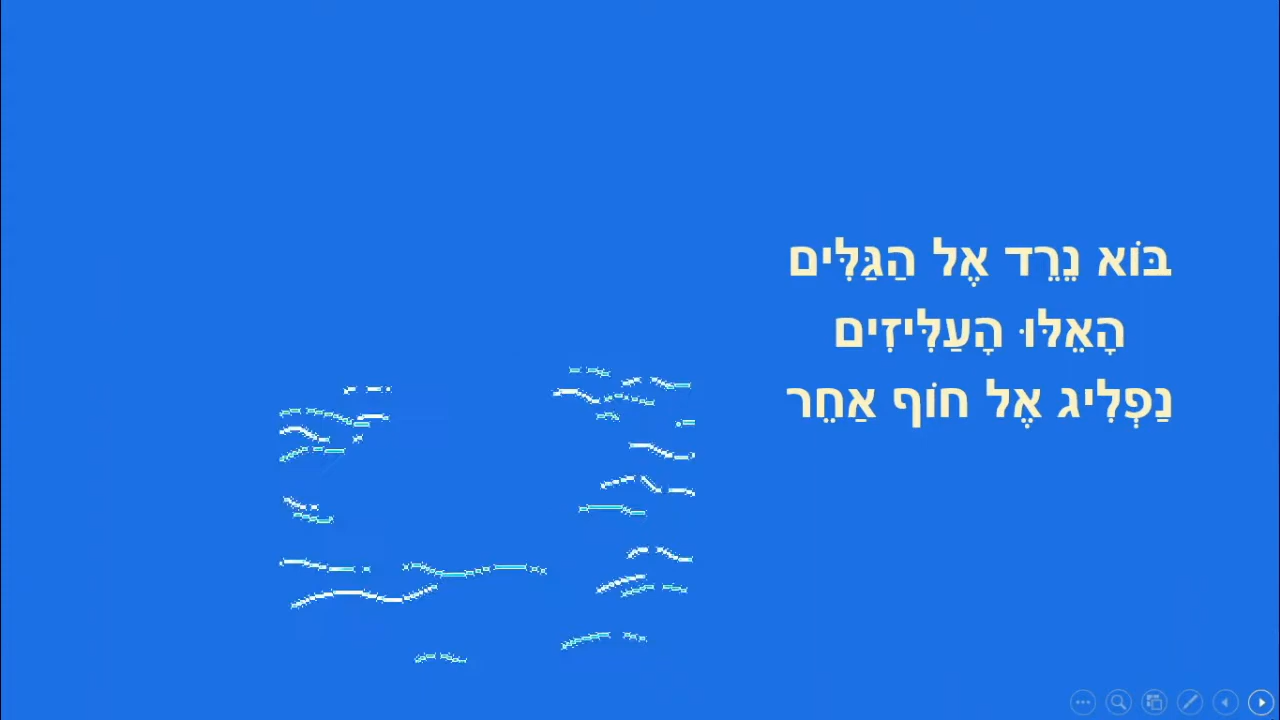 בּוֹא נֵרֵד אֶל הַגַּלִּים
הָאֵלּוּ הָעַלִּיזִים
נַפְלִיג אֶל חוֹף אַחֵר